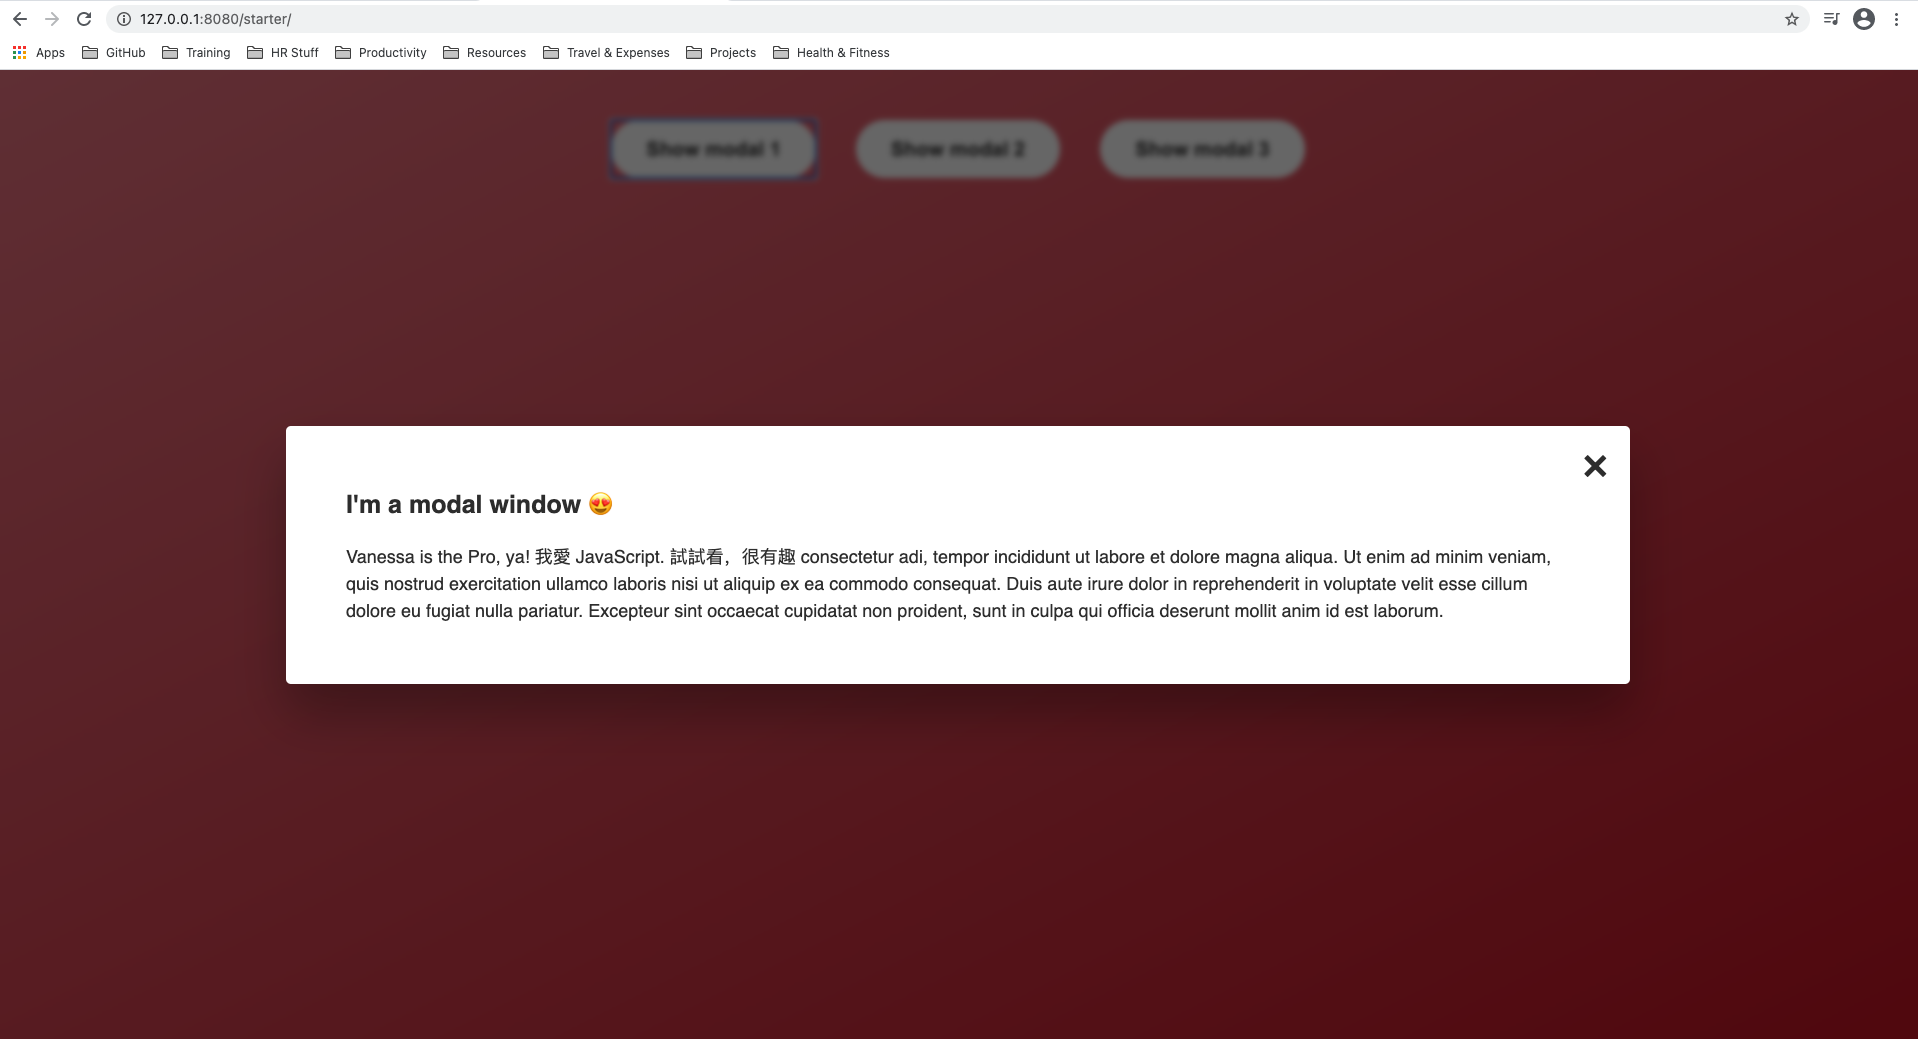 127.0.0.1:8080/starter/
Apps GitHub Training HR Stuff Productivity Resources Travel & Expenses Projects Health & Fitness
Show modal 1 Show modal 2 Show modal 3
I'm a modal window 😍
Vanessa is the Pro, ya! 我愛 JavaScript. 試試看，很有趣 consectetur adi, tempor incididunt ut labore et dolore magna aliqua. Ut enim ad minim veniam,
quis nostrud exercitation ullamco laboris nisi ut aliquip ex ea commodo consequat. Duis aute irure dolor in reprehenderit in voluptate velit esse cillum
dolore eu fugiat nulla pariatur. Excepteur sint occaecat cupidatat non proident, sunt in culpa qui officia deserunt mollit anim id est laborum.